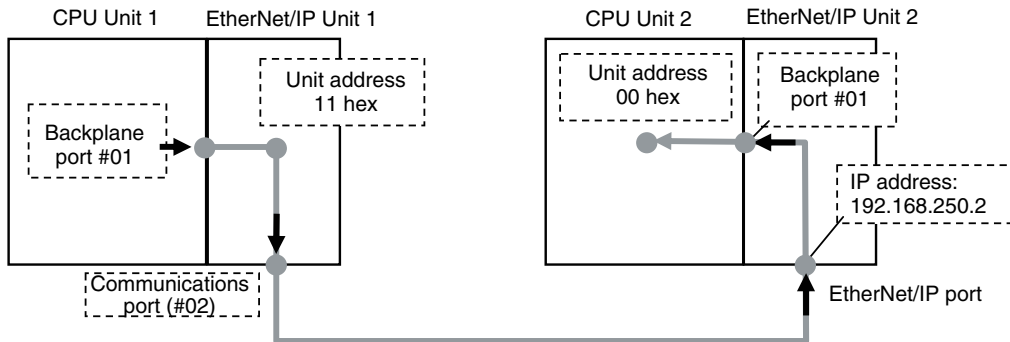 CPU Unit 1
EtherNet/IP Unit 1
CPU Unit 2
EtherNet/IP Unit 2
Unit address
11 hex
Backplane
port #01
Unit address
00 hex
Backplane
port #01
IP address:
192.168.250.2
Communications
port (#02)
EtherNet/IP port